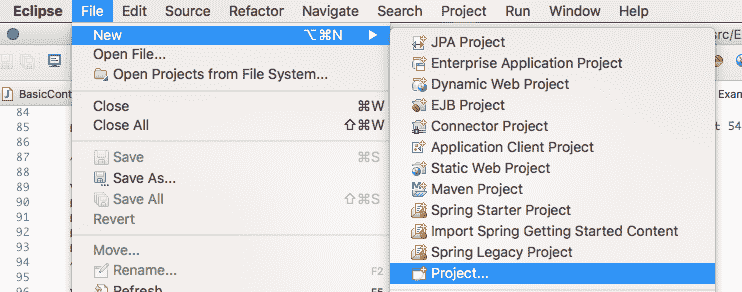 Eclipse File Edit Source Refactor Navigate Search Project Run Window Help
New ⌥⌘N ▶
Open File...
Open Projects from File System...
Close ⌘W
Close All ⇧⌘W
Save ⌘S
Save As...
Save All ⇧⌘S
Revert
Move...
Rename... F2
Refresh F5
JPA Project
Enterprise Application Project
Dynamic Web Project
EJB Project
Connector Project
Application Client Project
Static Web Project
Maven Project
Spring Starter Project
Import Spring Getting Started Content
Spring Legacy Project
Project...
BasicCont
84
85
86
87
88
89
90
91
92
93
94
95
96
src/E
Exam
t 54